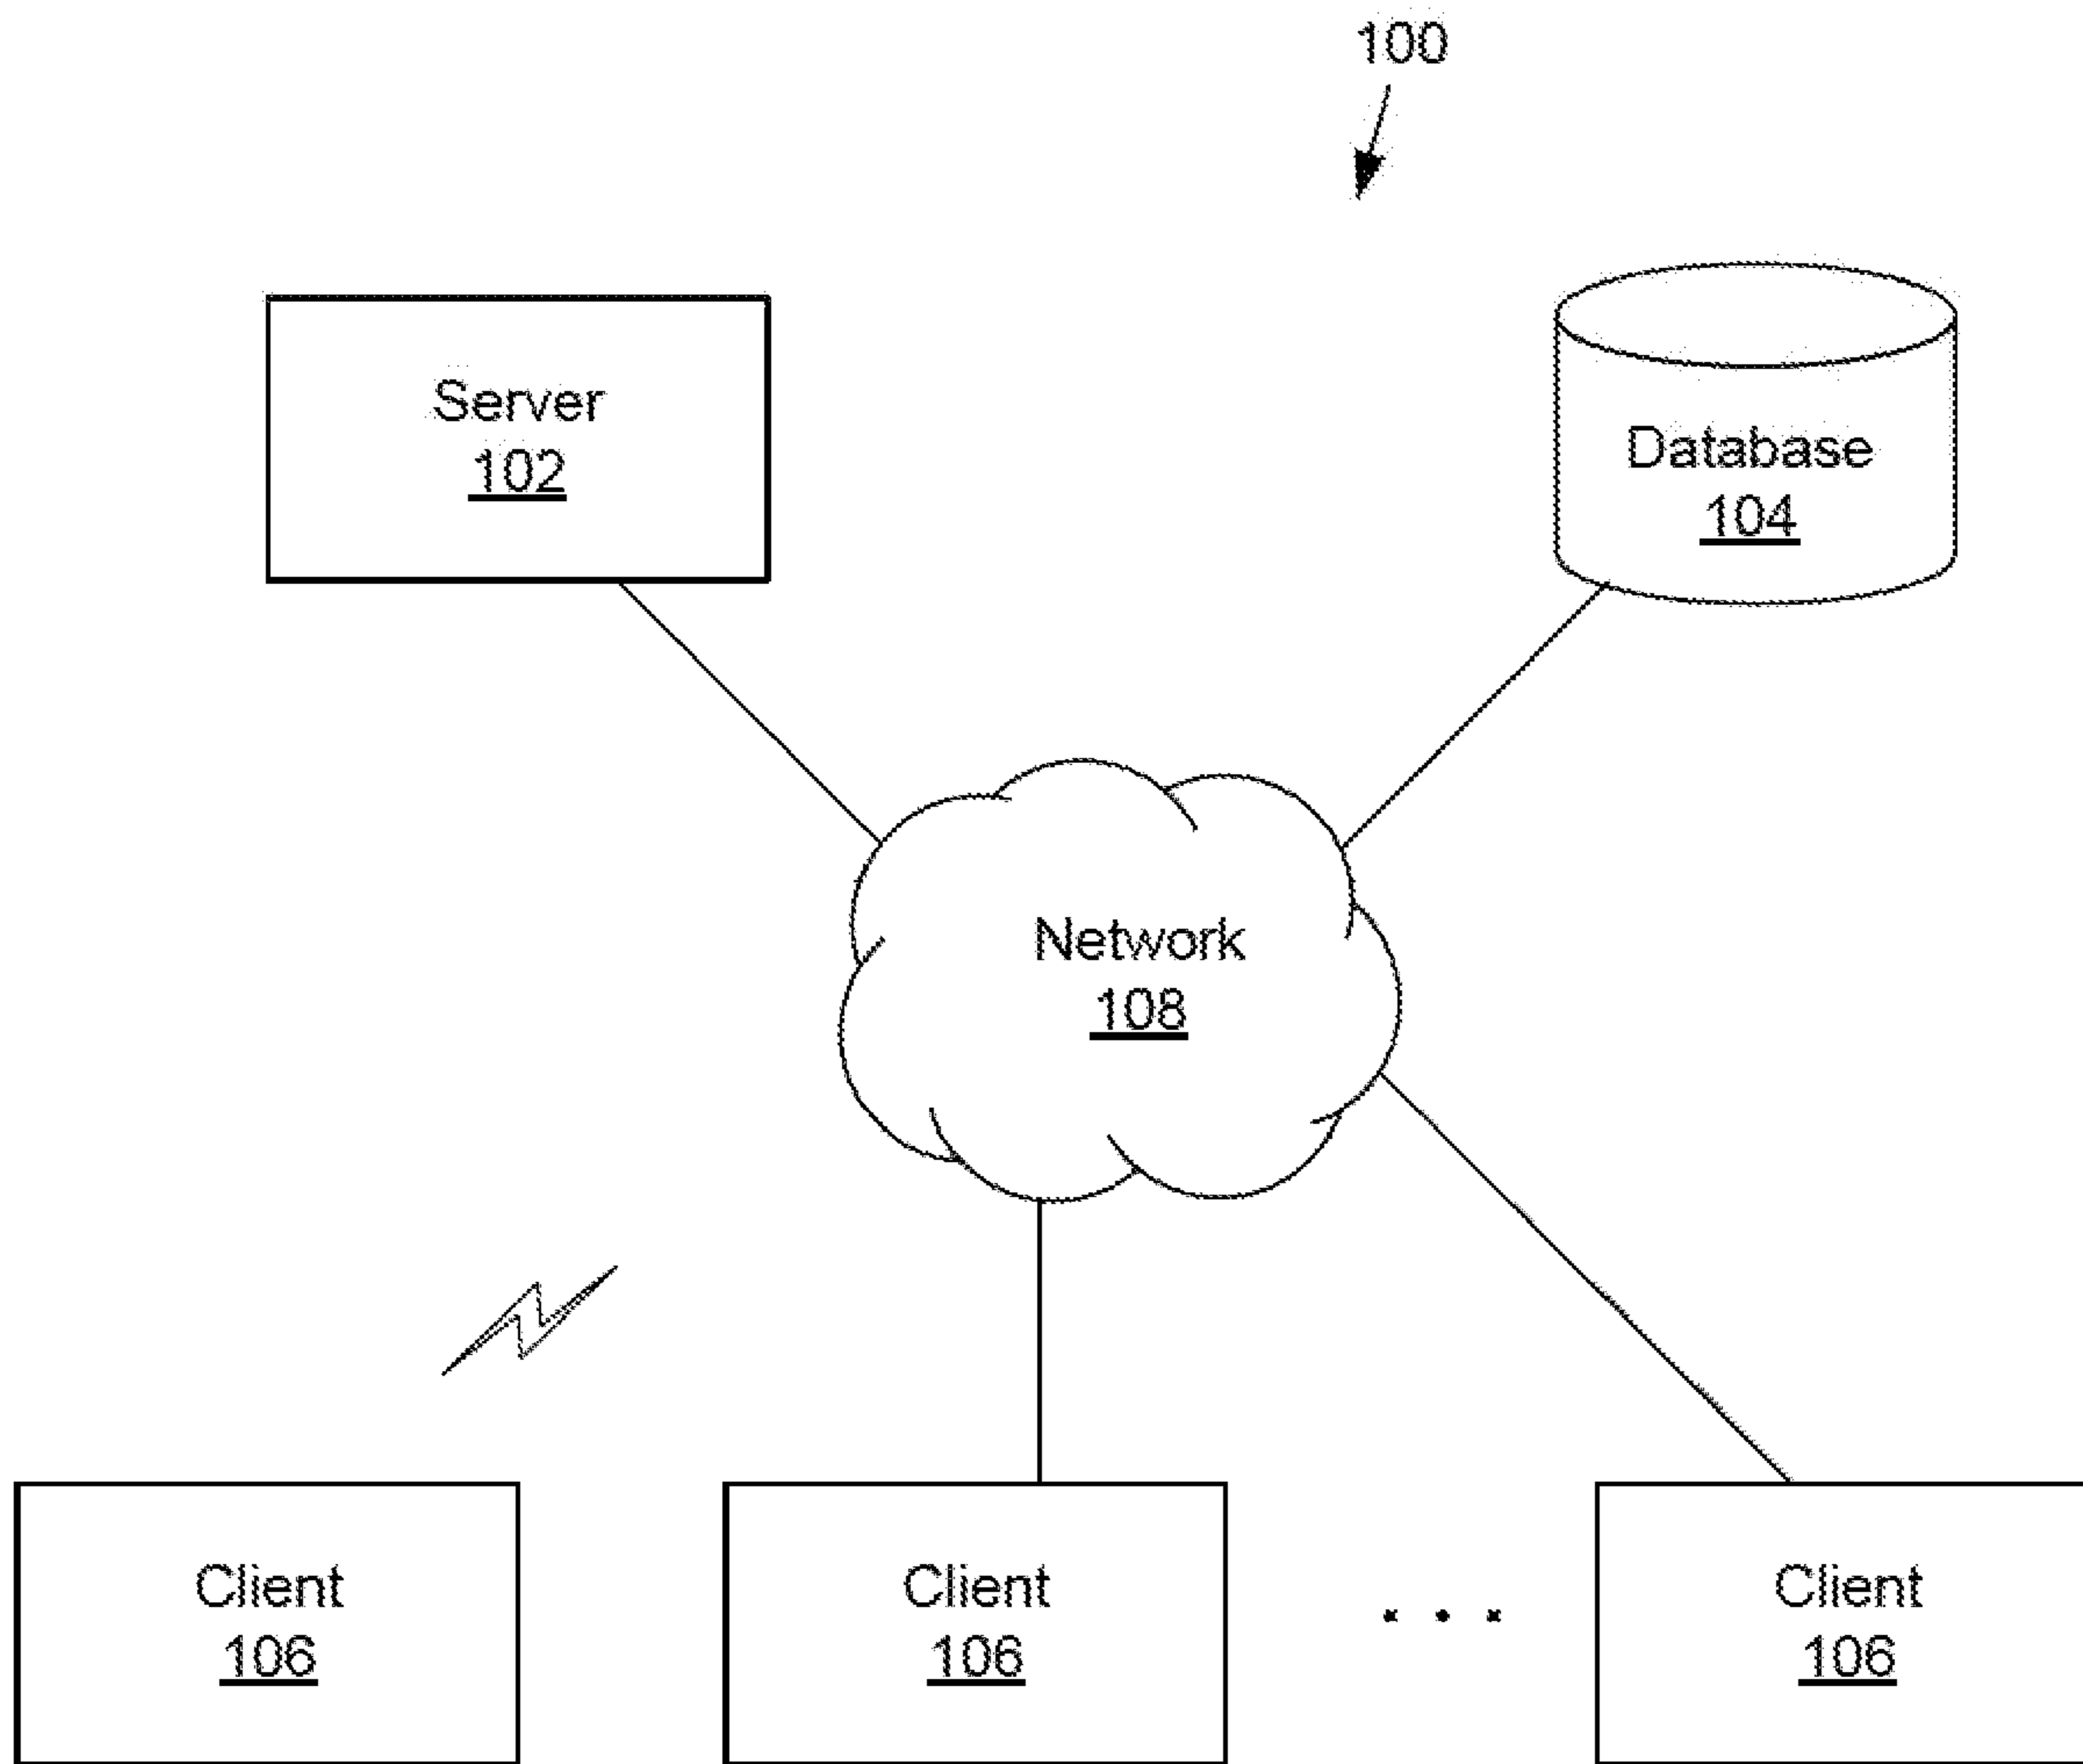 100
Server
102
Database
104
Network
108
Client
106
Client
106
. . .
Client
106